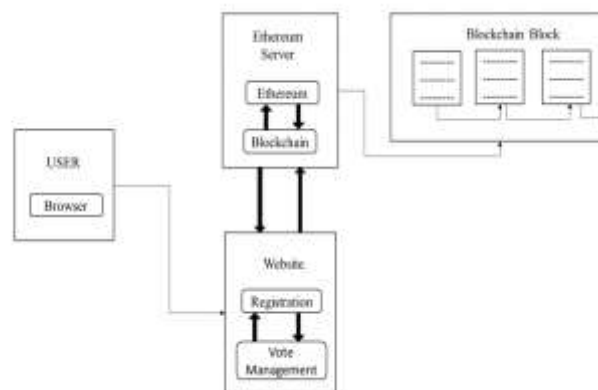 Ethereum
Server
Ethereum
Blockchain
Blockchain Block
USER
Browser
Website
Registration
Vote
Management